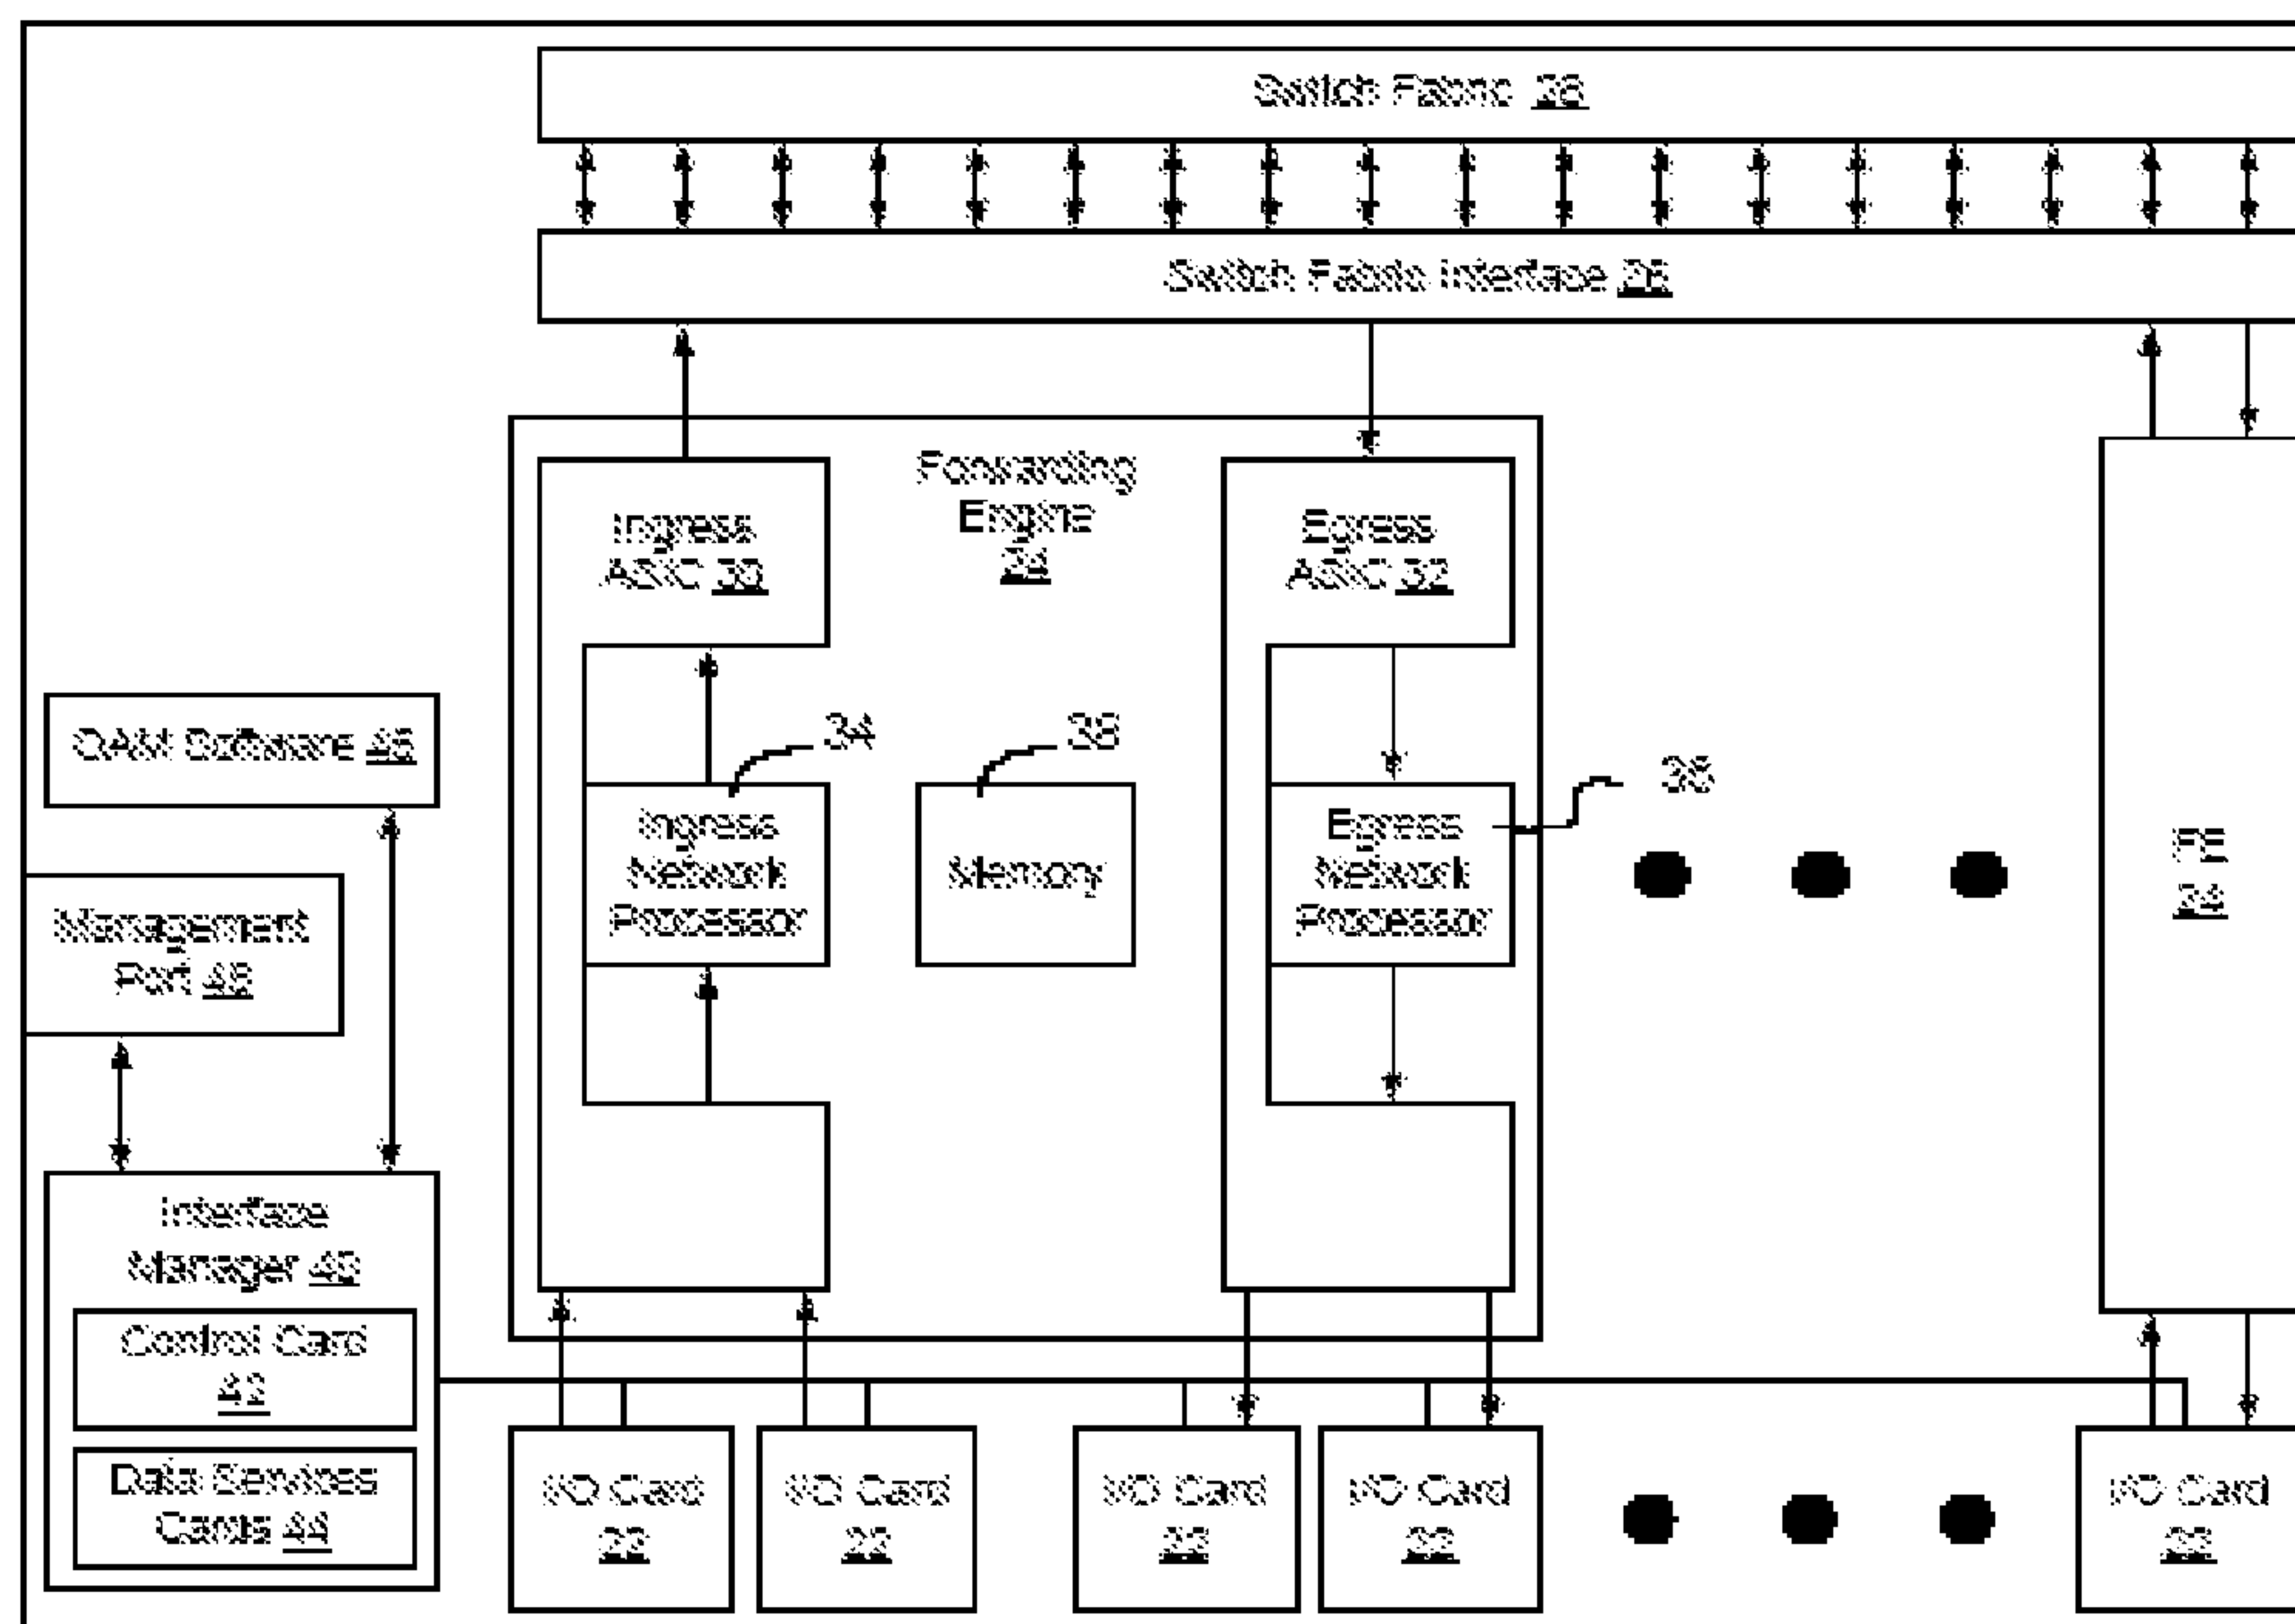 Switch Fabric 26
Switch Fabric Interface 28
Forwarding
Engine
24
Ingress
ASIC 30
Egress
ASIC 32
OAM Software 46
34
Ingress
Network
Processor
Memory
Egress
Network
Processor
FE
24
Management
Port 48
Interface
Manager 40
Control Card
42
Data Services
Cards 44
I/O Card
22
I/O Card
22
I/O Card
22
I/O Card
22
I/O Card
22